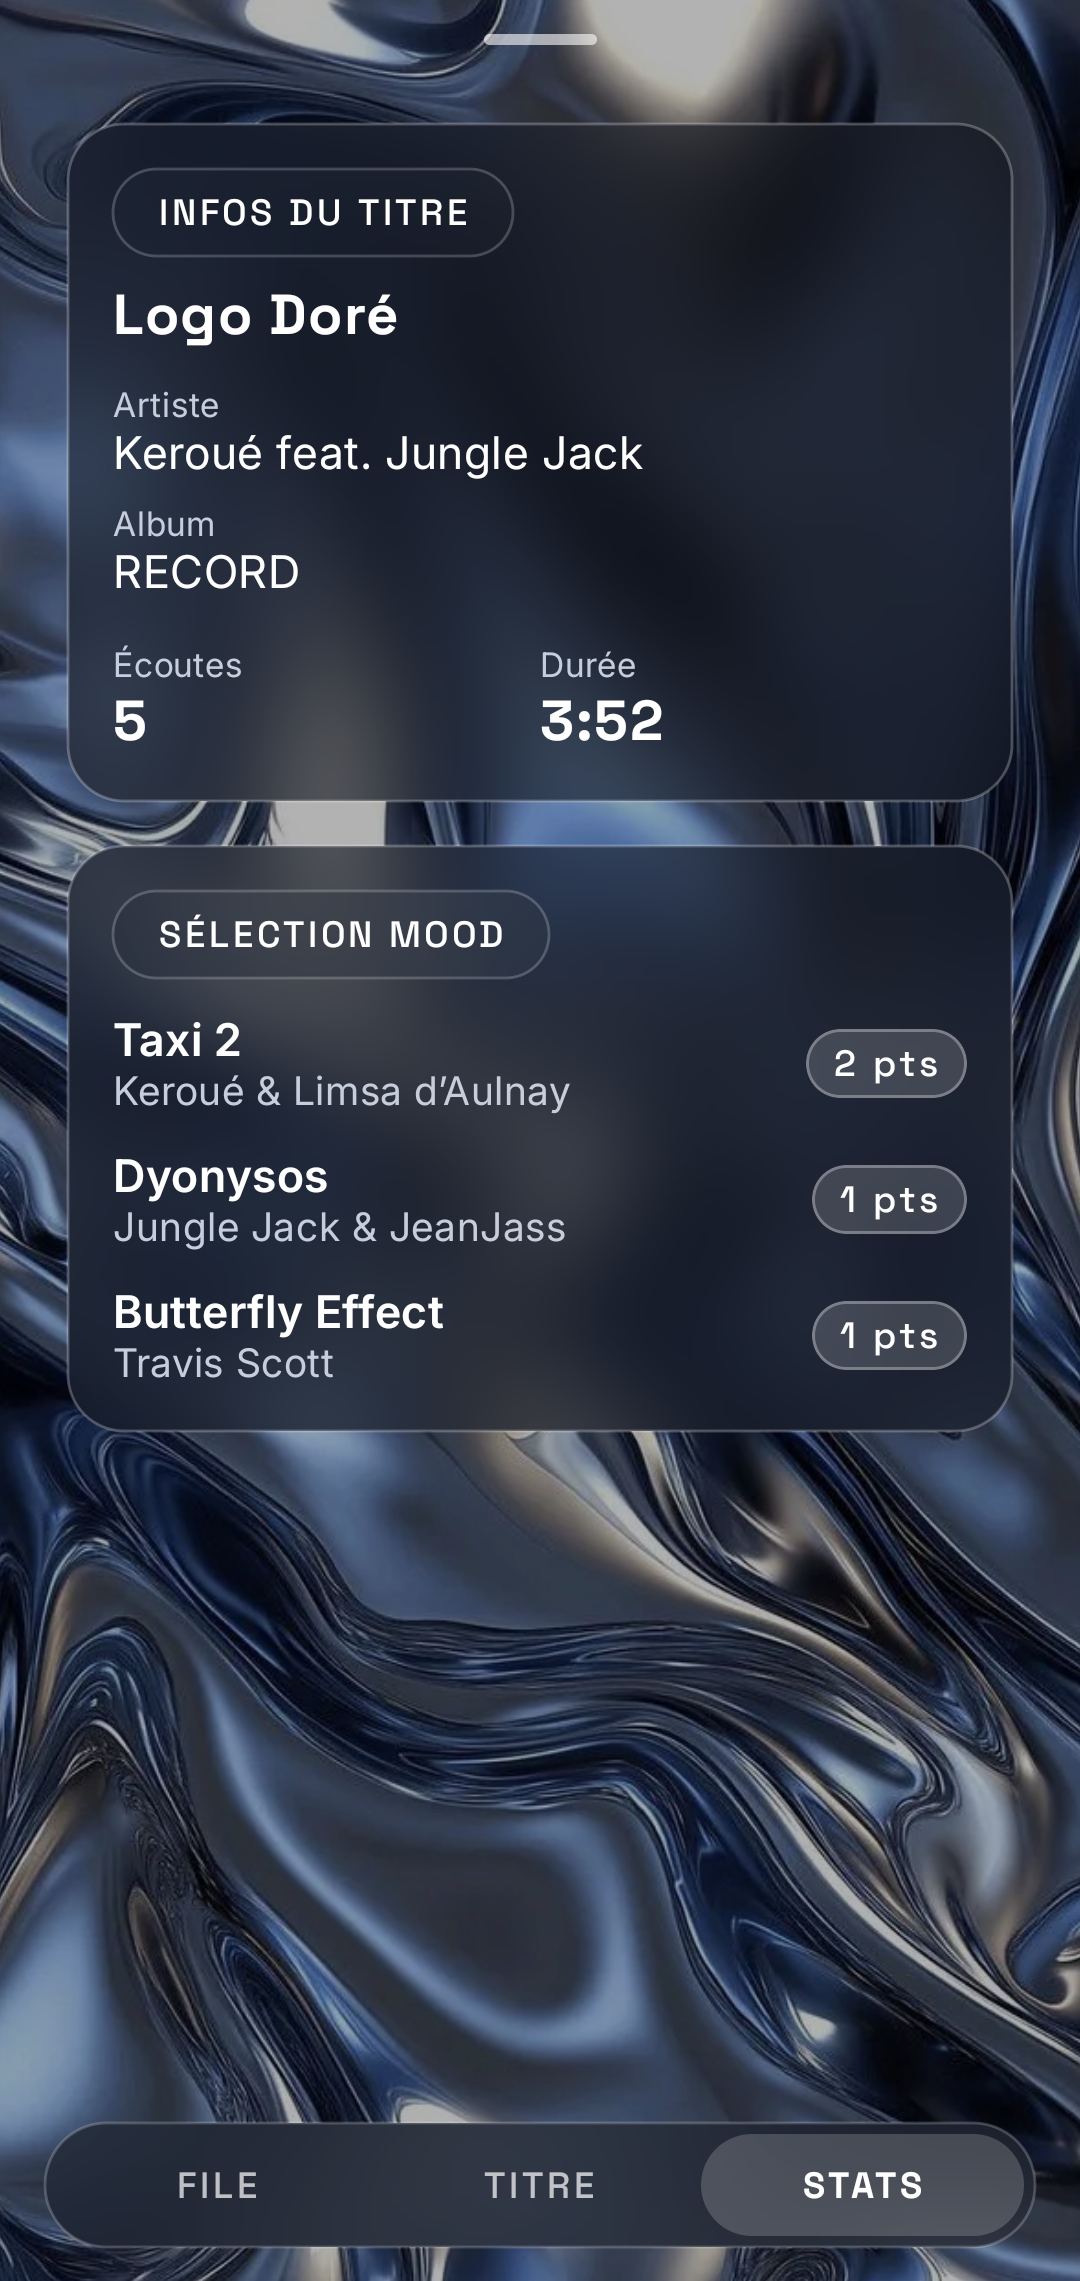 INFOS DU TITRE
Logo Doré
Artiste
Keroué feat. Jungle Jack
Album
RECORD
Écoutes Durée
5 3:52
SÉLECTION MOOD
Taxi 2
Keroué & Limsa d’Aulnay
2 pts
Dyonysos
Jungle Jack & JeanJass
1 pts
Butterfly Effect
Travis Scott
1 pts
FILE TITRE STATS